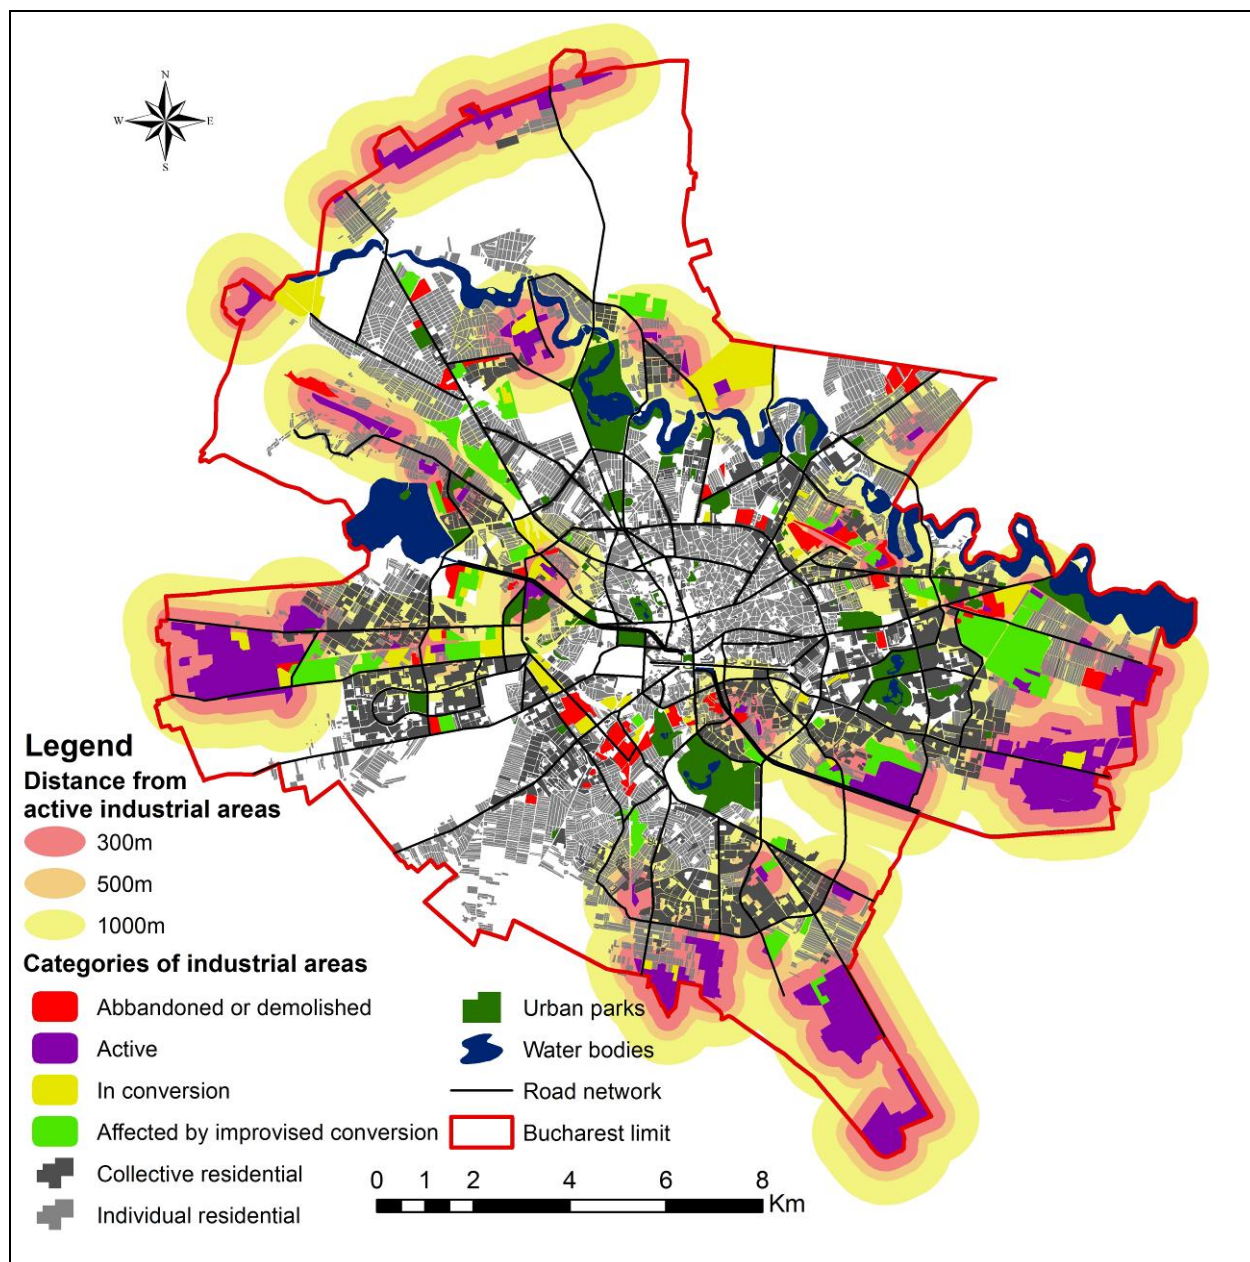 N
W E
S
Legend
Distance from
active industrial areas
300m
500m
1000m
Categories of industrial areas
Abbandoned or demolished
Active
In conversion
Affected by improvised conversion
Collective residential
Individual residential
Urban parks
Water bodies
Road network
Bucharest limit
0 1 2 4 6 8
Km